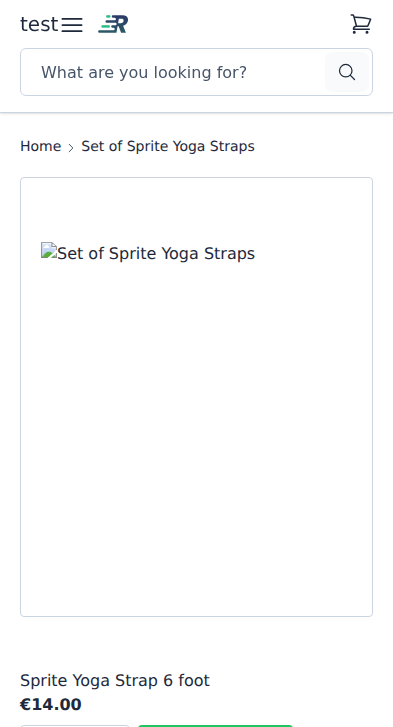 test
What are you looking for?
Home > Set of Sprite Yoga Straps
Set of Sprite Yoga Straps
Sprite Yoga Strap 6 foot
€14.00